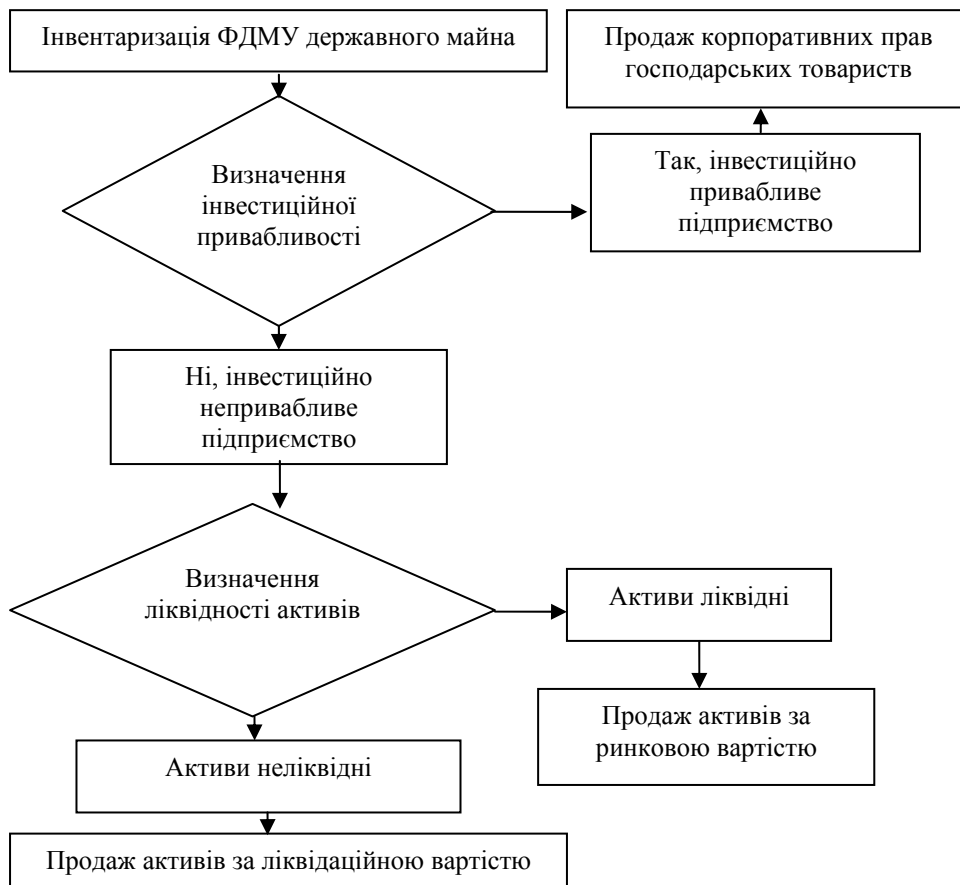 Інвентаризація ФДМУ державного майна
Продаж корпоративних прав
господарських товариств
Визначення
інвестиційної
привабливості
Так, інвестиційно
привабливе
підприємство
Ні, інвестиційно
непривабливе
підприємство
Визначення
ліквідності активів
Активи ліквідні
Продаж активів за
ринковою вартістю
Активи неліквідні
Продаж активів за ліквідаційною вартістю